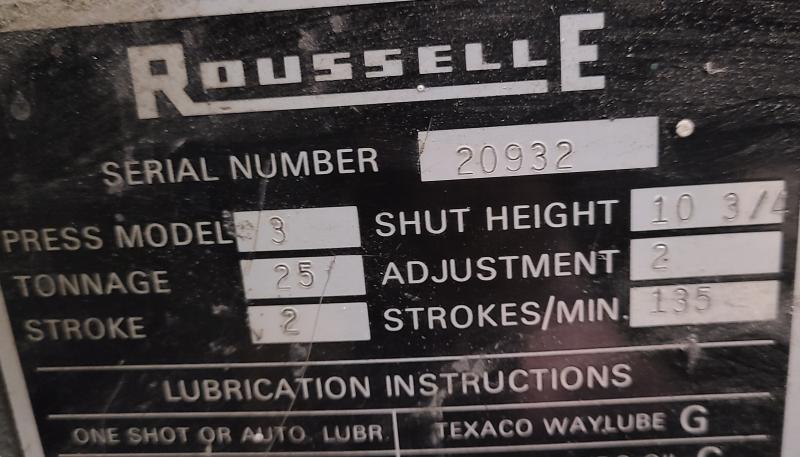 ROUSSELLE
SERIAL NUMBER 20932
PRESS MODEL 3 SHUT HEIGHT 10 3/4
TONNAGE 25 ADJUSTMENT 2
STROKE 2 STROKES/MIN. 135
LUBRICATION INSTRUCTIONS
ONE SHOT OR AUTO. LUBR. TEXACO WAYLUBE G